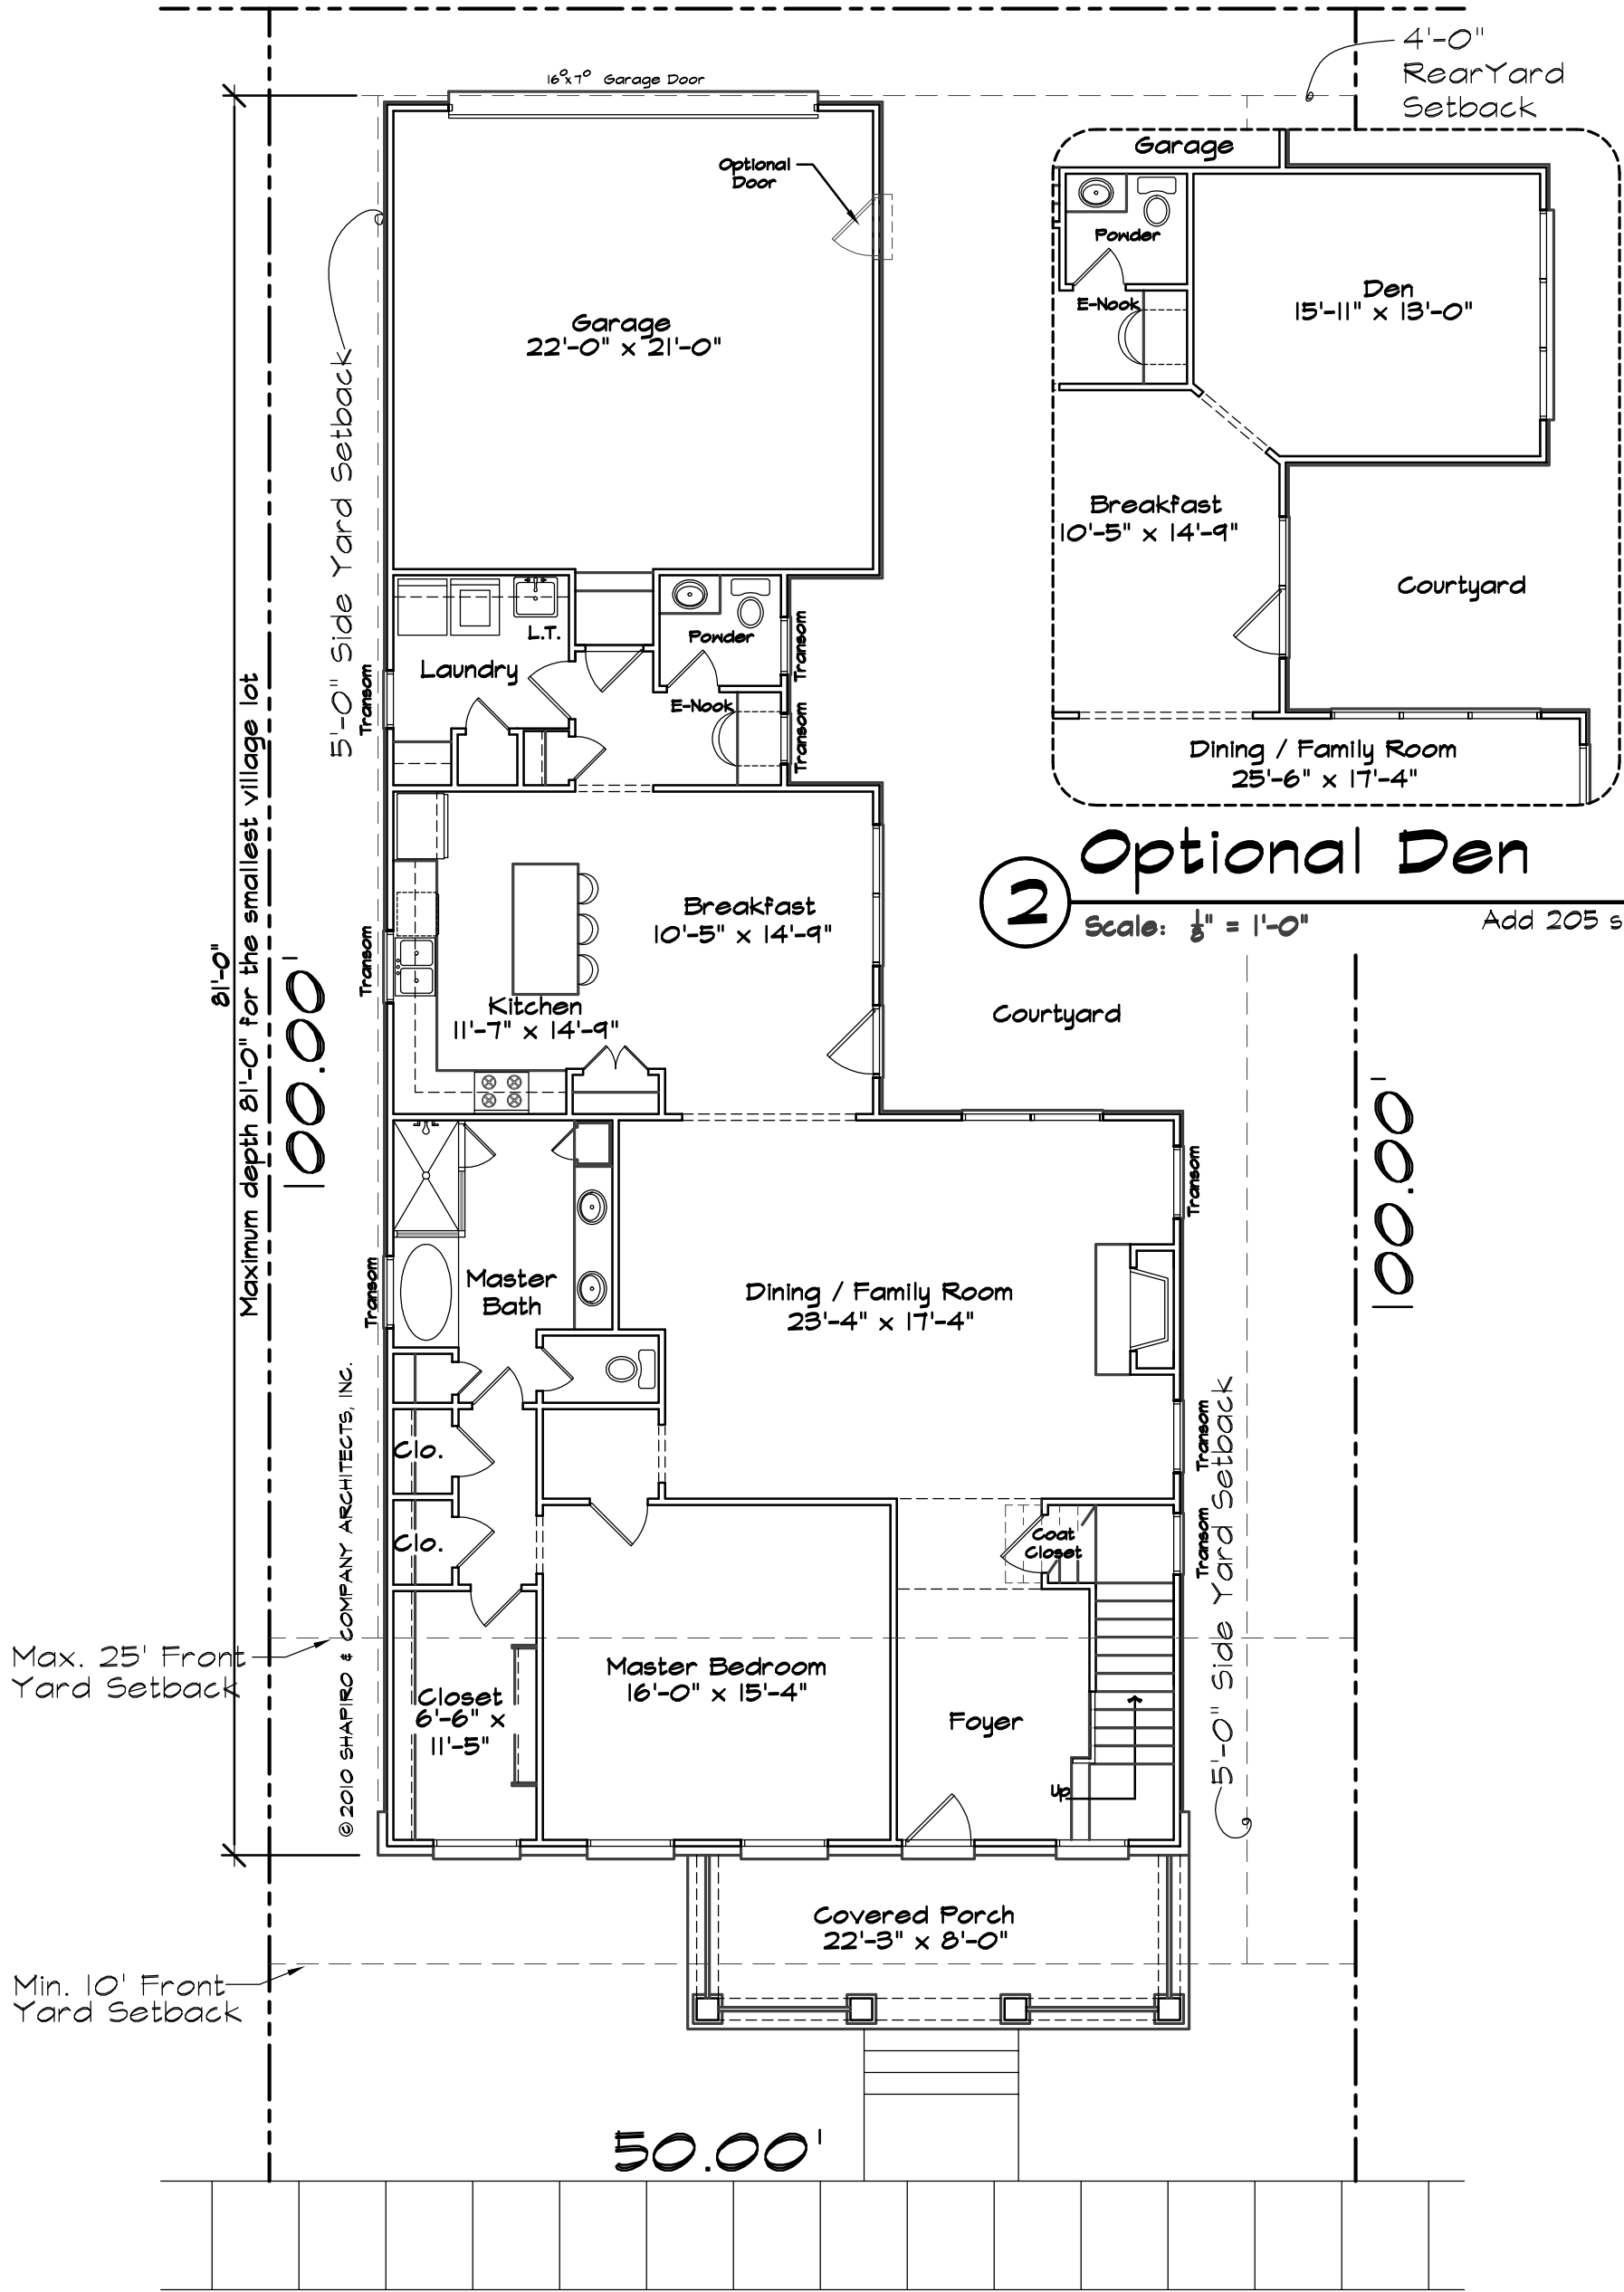 4'-0"
RearYard
Setback
16⁰x7⁰ Garage Door
Optional
Door
Garage
22'-0" x 21'-0"
5'-0" Side Yard Setback
Garage
Powder
E-Nook
Den
15'-11" x 13'-0"
Breakfast
10'-5" x 14'-9"
Courtyard
Dining / Family Room
25'-6" x 17'-4"
2
Optional Den
Scale: ⅛" = 1'-0"
Add 205 s
L.T.
Laundry
Powder
E-Nook
Transom
Transom
Transom
81'-0"
Maximum depth 81'-0" for the smallest village lot
100.00'
Transom
Breakfast
10'-5" x 14'-9"
Kitchen
11'-7" x 14'-9"
Courtyard
100.00'
Transom
Transom
Master
Bath
Dining / Family Room
23'-4" x 17'-4"
Transom
Transom
5'-0" Side Yard Setback
Clo.
Clo.
Coat
Closet
©2010 SHAPIRO & COMPANY ARCHITECTS, INC.
Max. 25' Front
Yard Setback
Closet
6'-6" x
11'-5"
Master Bedroom
16'-0" x 15'-4"
Foyer
Up
Covered Porch
22'-3" x 8'-0"
Min. 10' Front
Yard Setback
50.00'